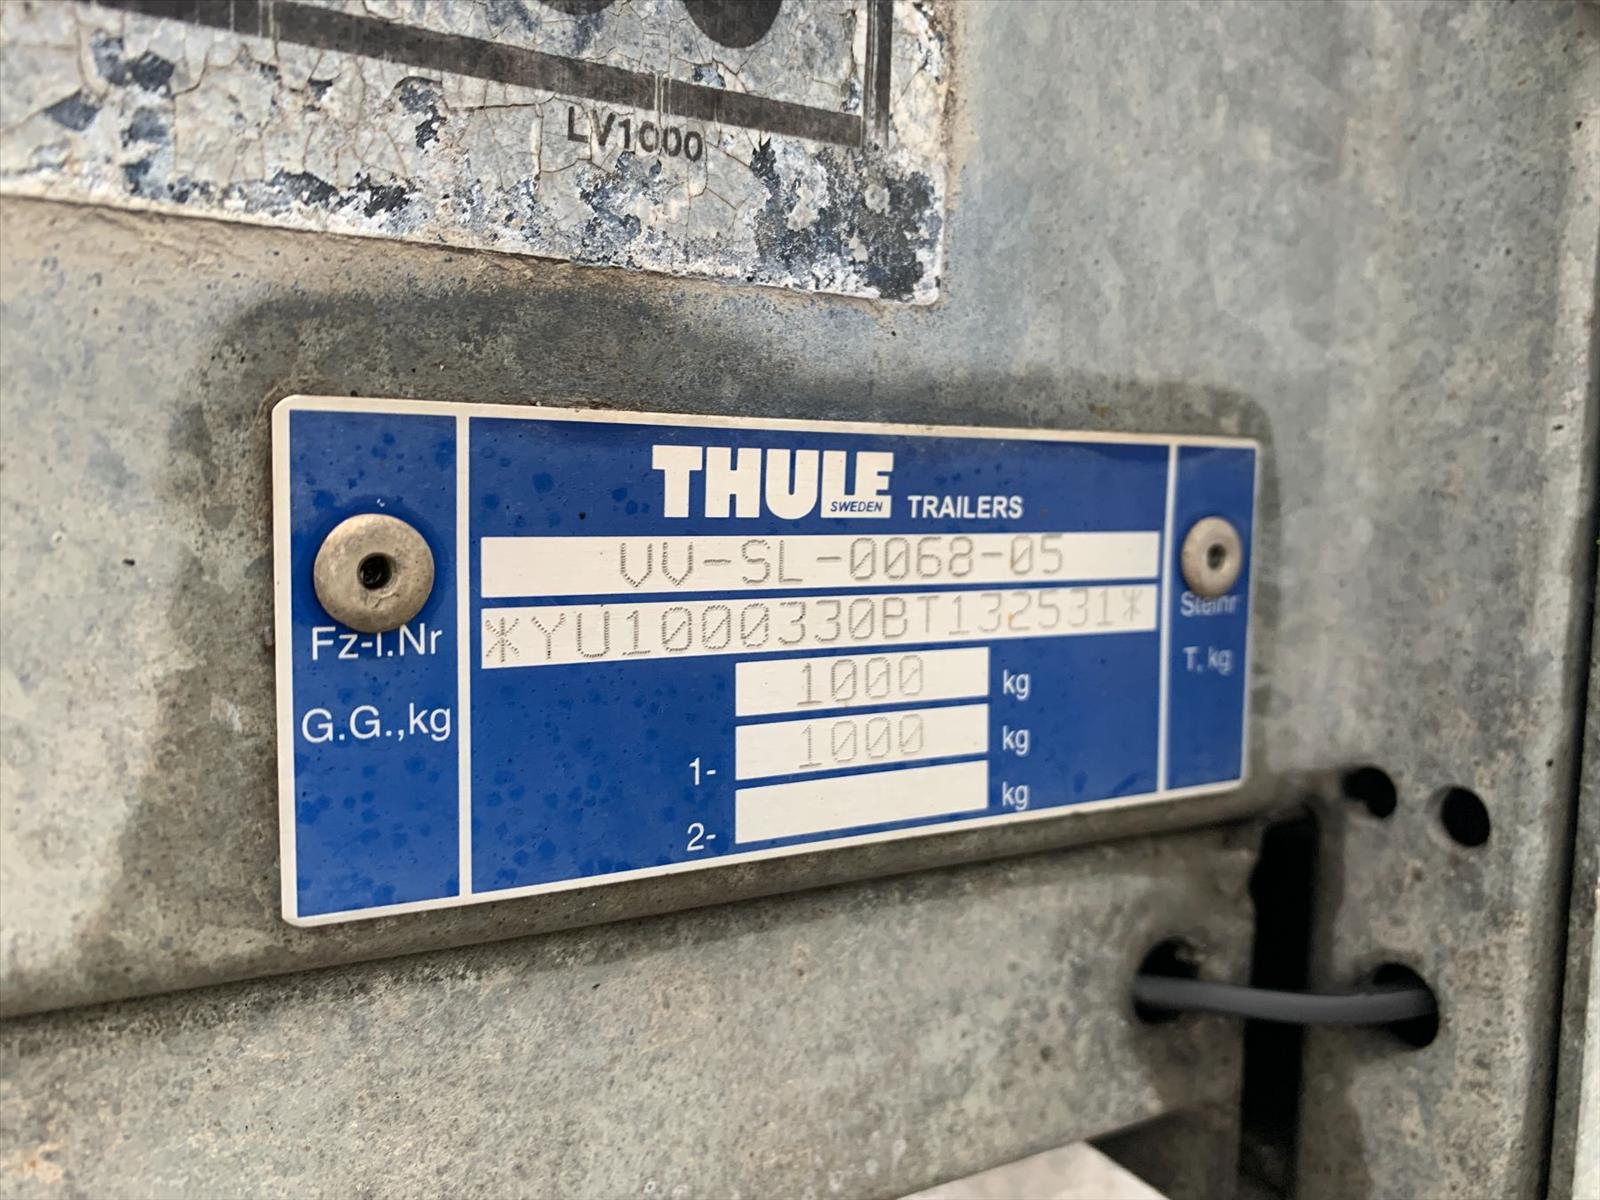 LV1000
THULE
SWEDEN TRAILERS
VV-SL-0068-05
*YU1000330BT132531*
Fz-I.Nr
Stelnr
1000 kg
G.G.,kg
T, kg
1- 1000 kg
2- kg